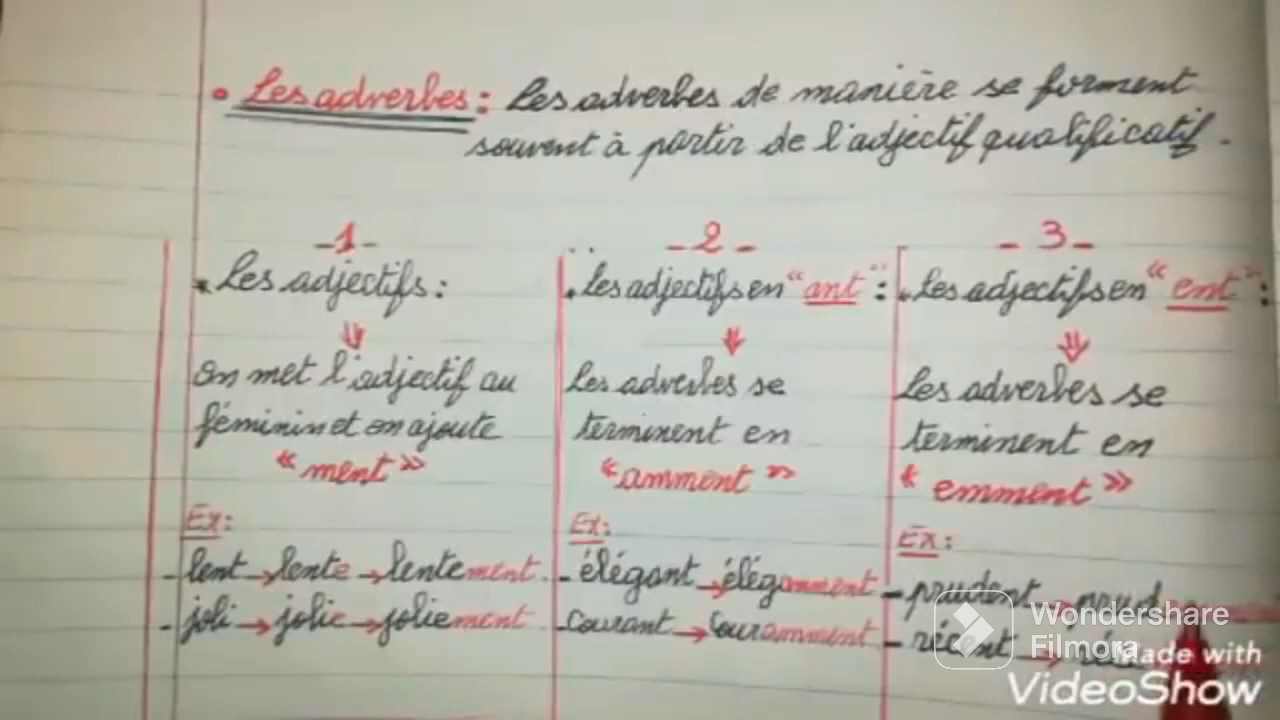 • Les adverbes : Les adverbes de manière se forment
souvent à partir de l'adjectif qualificatif.
-1-
. Les adjectifs :
on met l'adjectif au
féminin et on ajoute
"ment"
Ex:
- lent → lente → lentement.
- joli → jolie → joliement
-2-
. Les adjectifs en "ant" :
Les adverbes se
terminent en
"amment"
Ex:
- élégant → élégamment
- courant → couramment
-3-
. Les adjectifs en "ent" :
Les adverbes se
terminent en
"emment"
Ex:
- prudent → prud
- récent →
Wondershare
Filmora
Made with
VideoShow